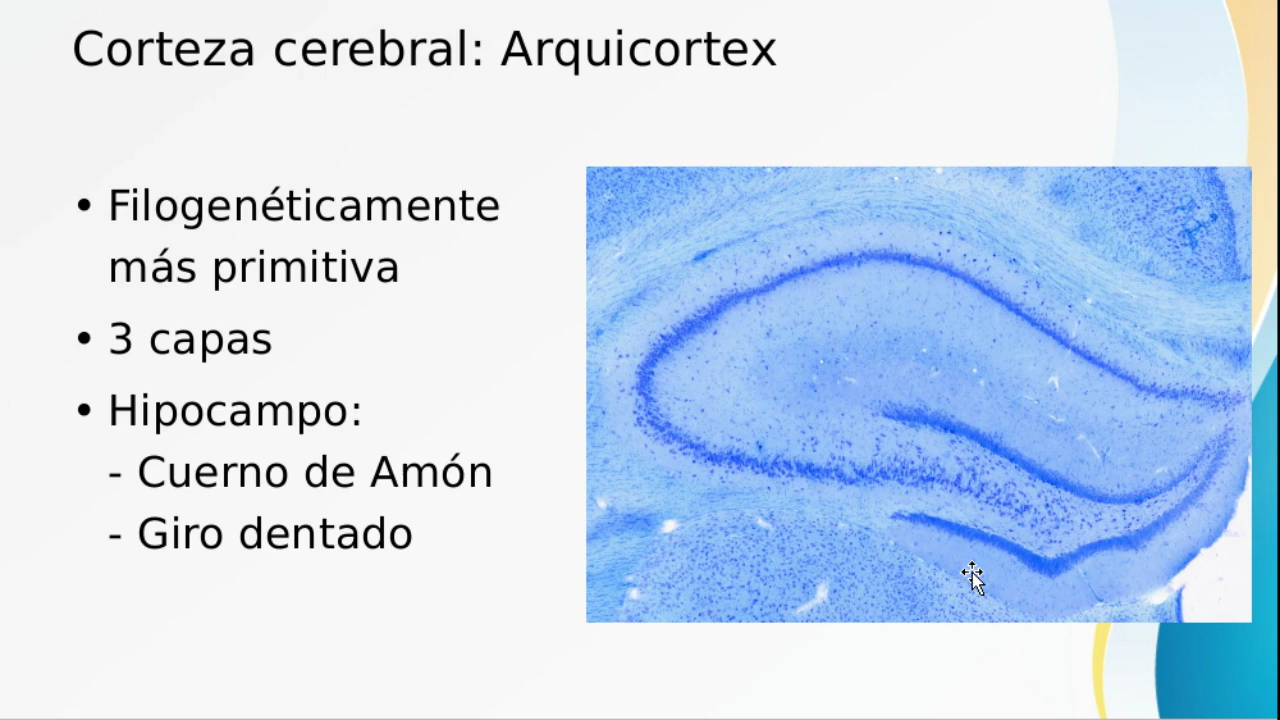 Corteza cerebral: Arquicortex
• Filogenéticamente
más primitiva
• 3 capas
• Hipocampo:
- Cuerno de Amón
- Giro dentado